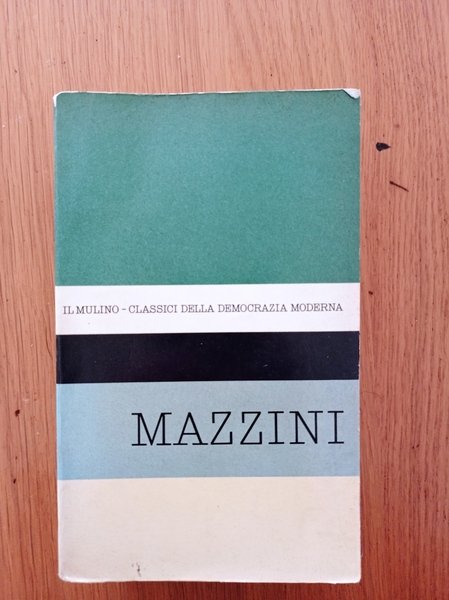 IL MULINO - CLASSICI DELLA DEMOCRAZIA MODERNA
MAZZINI